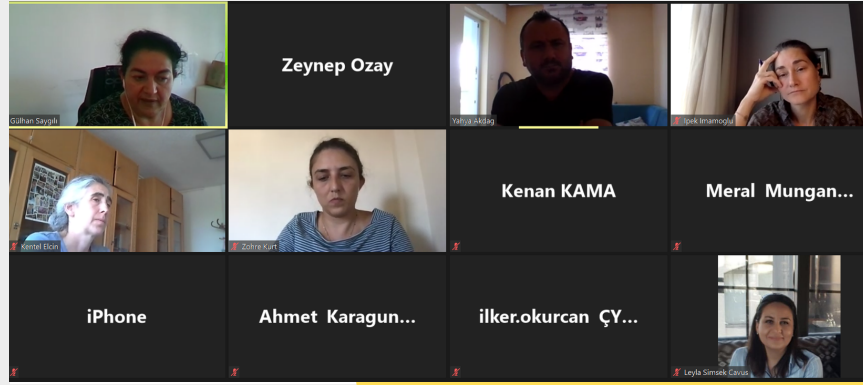 Gülhan Saygılı
Zeynep Ozay
Yahya Akdag
Ipek Imamoglu
Kentel Elcin
Zohre Kurt
Kenan KAMA
Meral Mungan...
iPhone
Ahmet Karagun...
ilker.okurcan ÇY...
Leyla Simsek Cavus